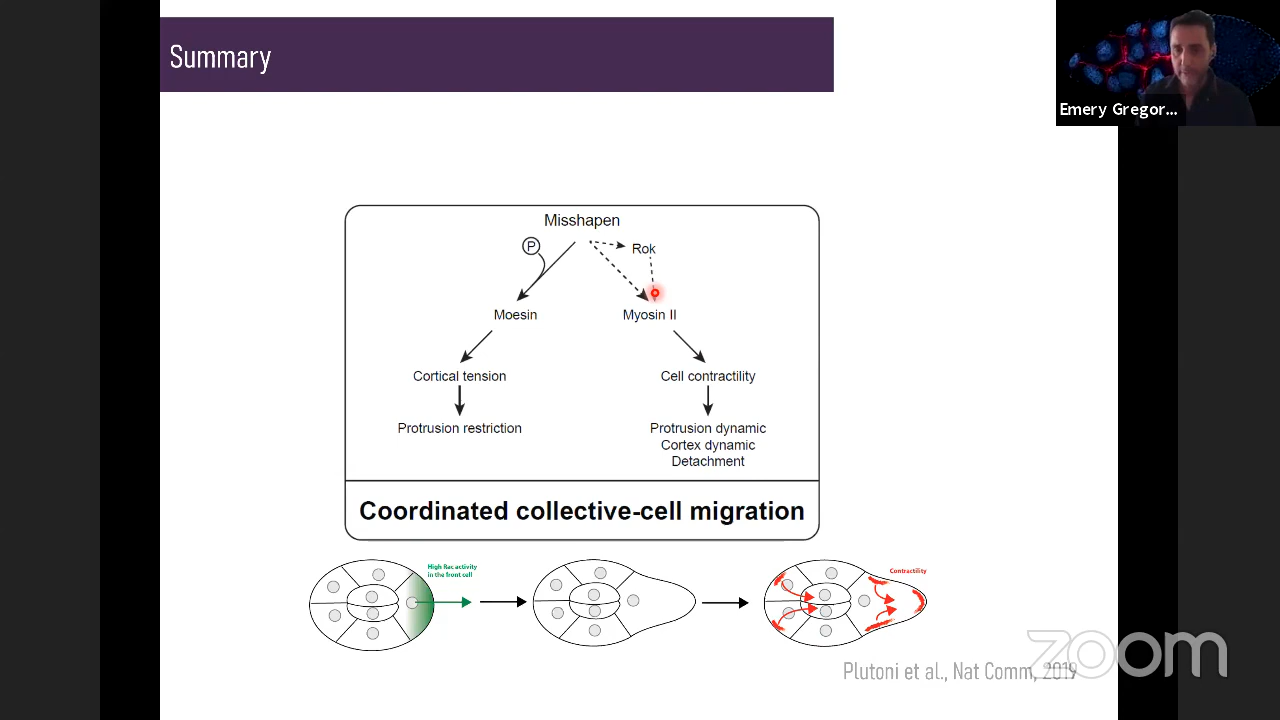 Summary
Emery Gregor...
Misshapen
P
Rok
Moesin
Myosin II
Cortical tension
Cell contractility
Protrusion restriction
Protrusion dynamic
Cortex dynamic
Detachment
Coordinated collective-cell migration
High Rac activity
in the front cell
Contractility
zoom
Plutoni et al., Nat Comm, 2019